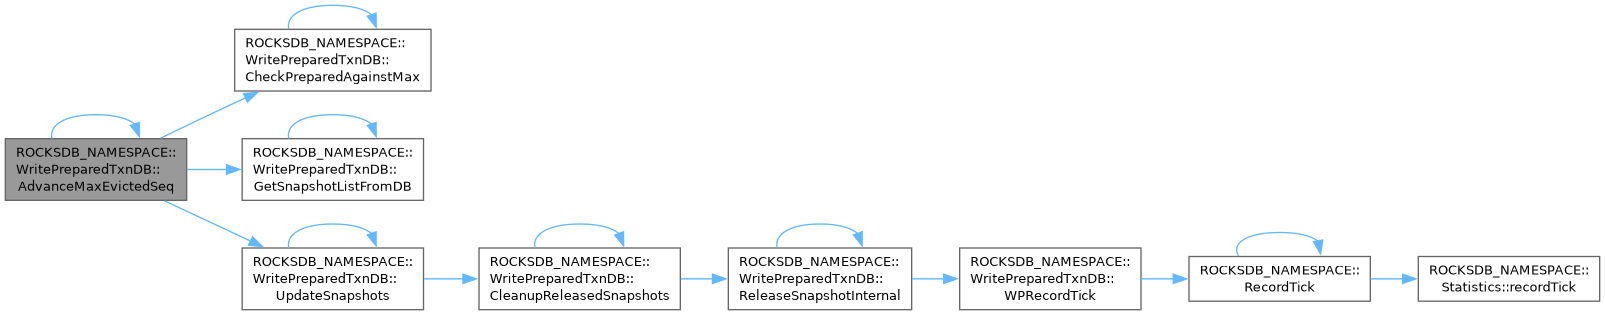 ROCKSDB_NAMESPACE::
WritePreparedTxnDB::
CheckPreparedAgainstMax
ROCKSDB_NAMESPACE::
WritePreparedTxnDB::
AdvanceMaxEvictedSeq
ROCKSDB_NAMESPACE::
WritePreparedTxnDB::
GetSnapshotListFromDB
ROCKSDB_NAMESPACE::
WritePreparedTxnDB::
UpdateSnapshots
ROCKSDB_NAMESPACE::
WritePreparedTxnDB::
CleanupReleasedSnapshots
ROCKSDB_NAMESPACE::
WritePreparedTxnDB::
ReleaseSnapshotInternal
ROCKSDB_NAMESPACE::
WritePreparedTxnDB::
WPRecordTick
ROCKSDB_NAMESPACE::
RecordTick
ROCKSDB_NAMESPACE::
Statistics::recordTick